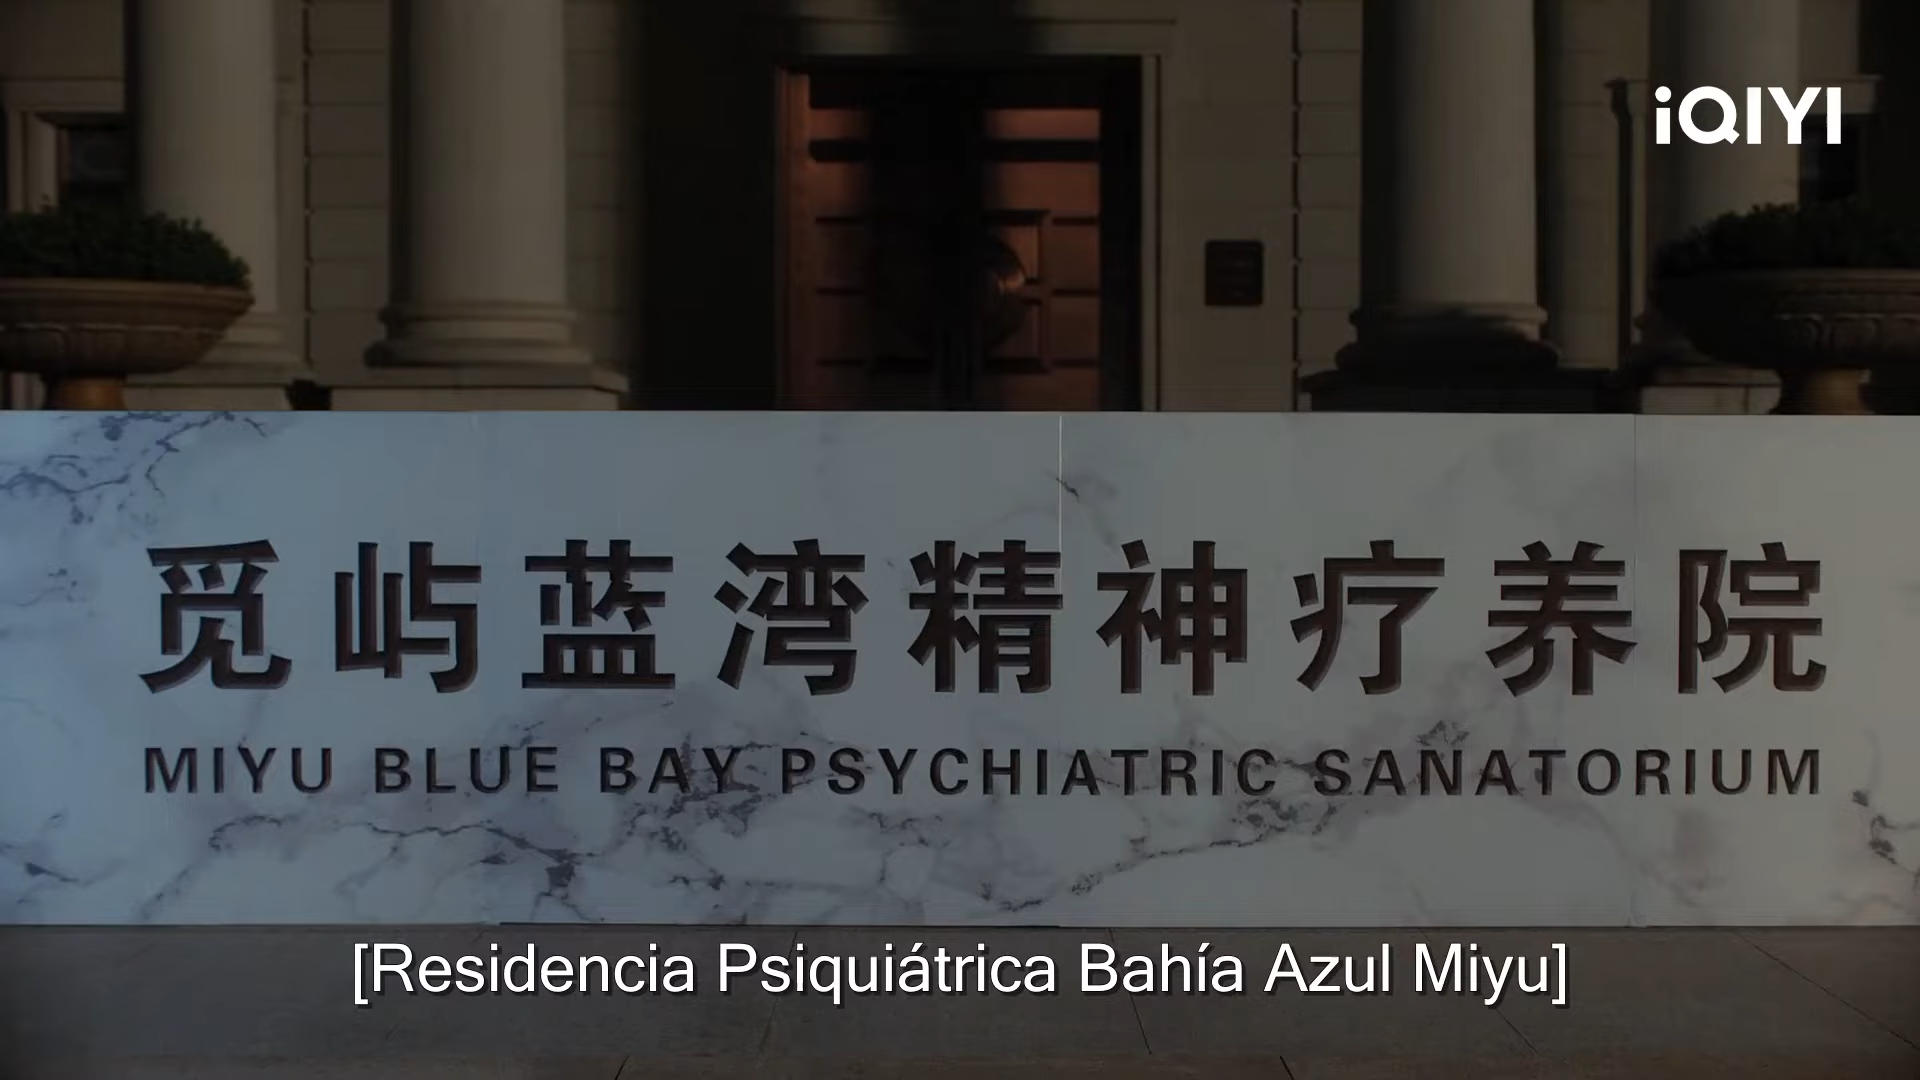 iQIYI
觅屿蓝湾精神疗养院
MIYU BLUE BAY PSYCHIATRIC SANATORIUM
[Residencia Psiquiátrica Bahía Azul Miyu]